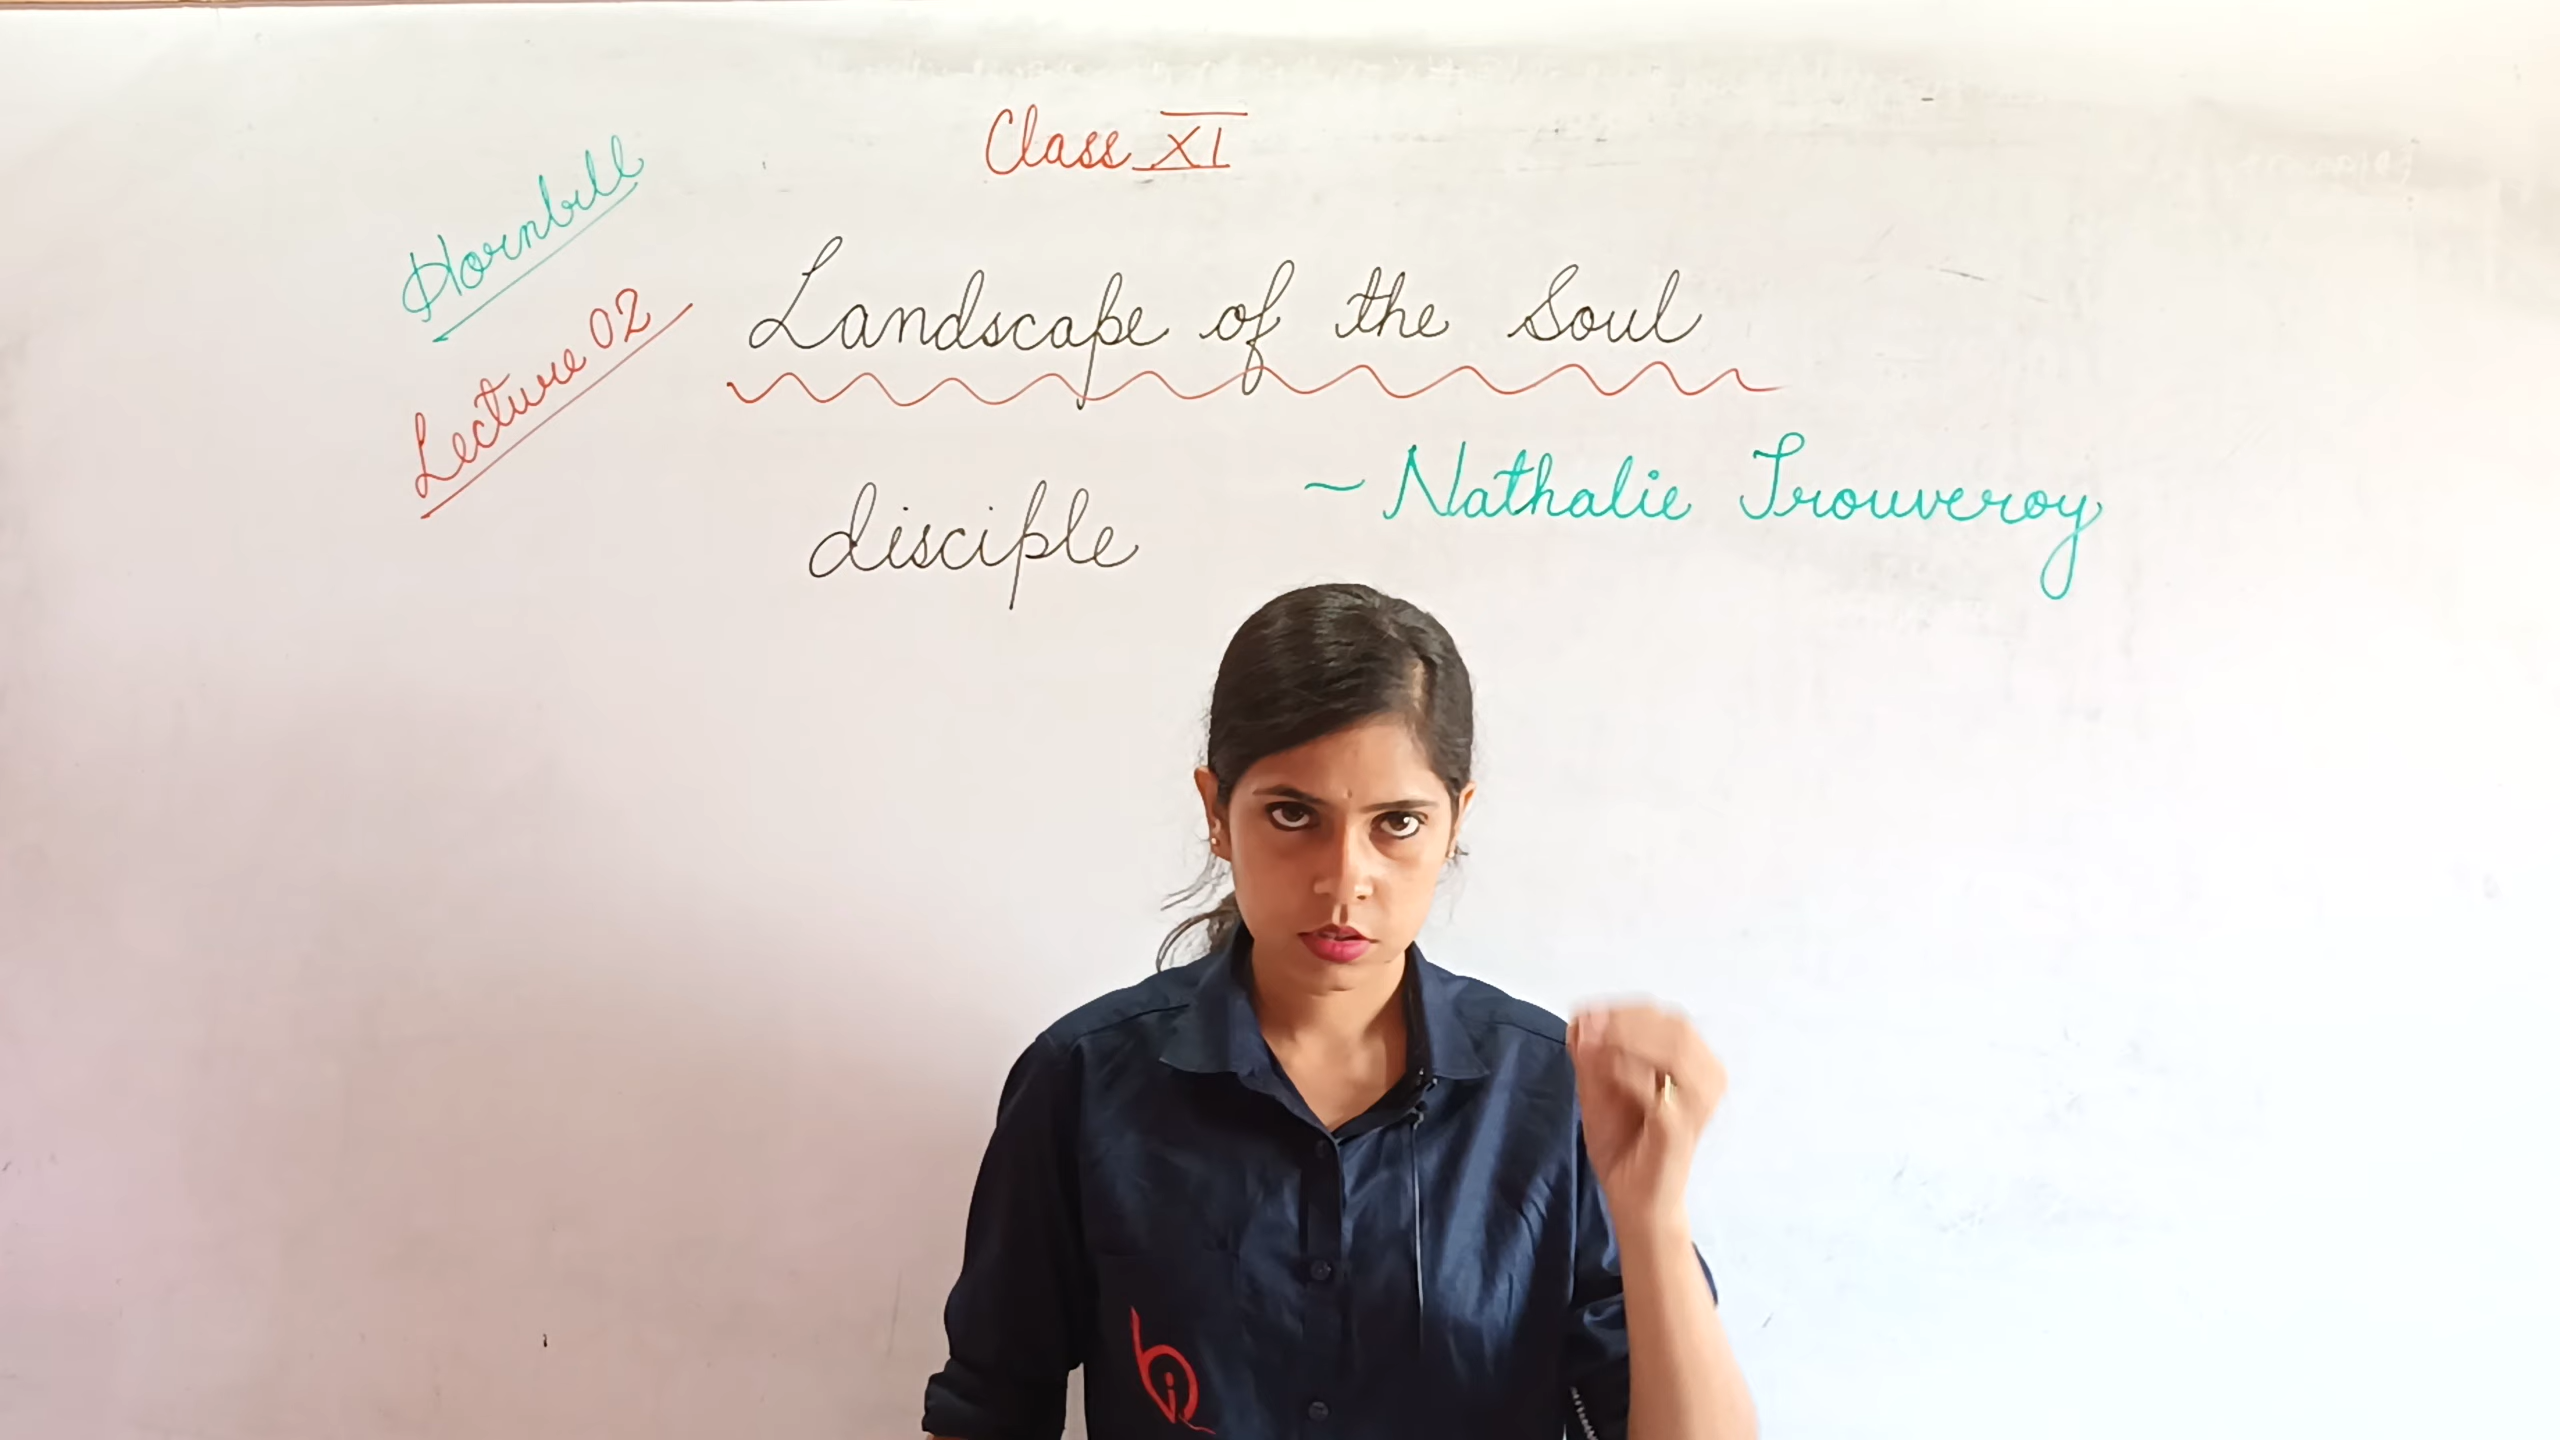 Class XI
Hornbill
Lecture 02
Landscape of the Soul
~ Nathalie Trouveroy
disciple